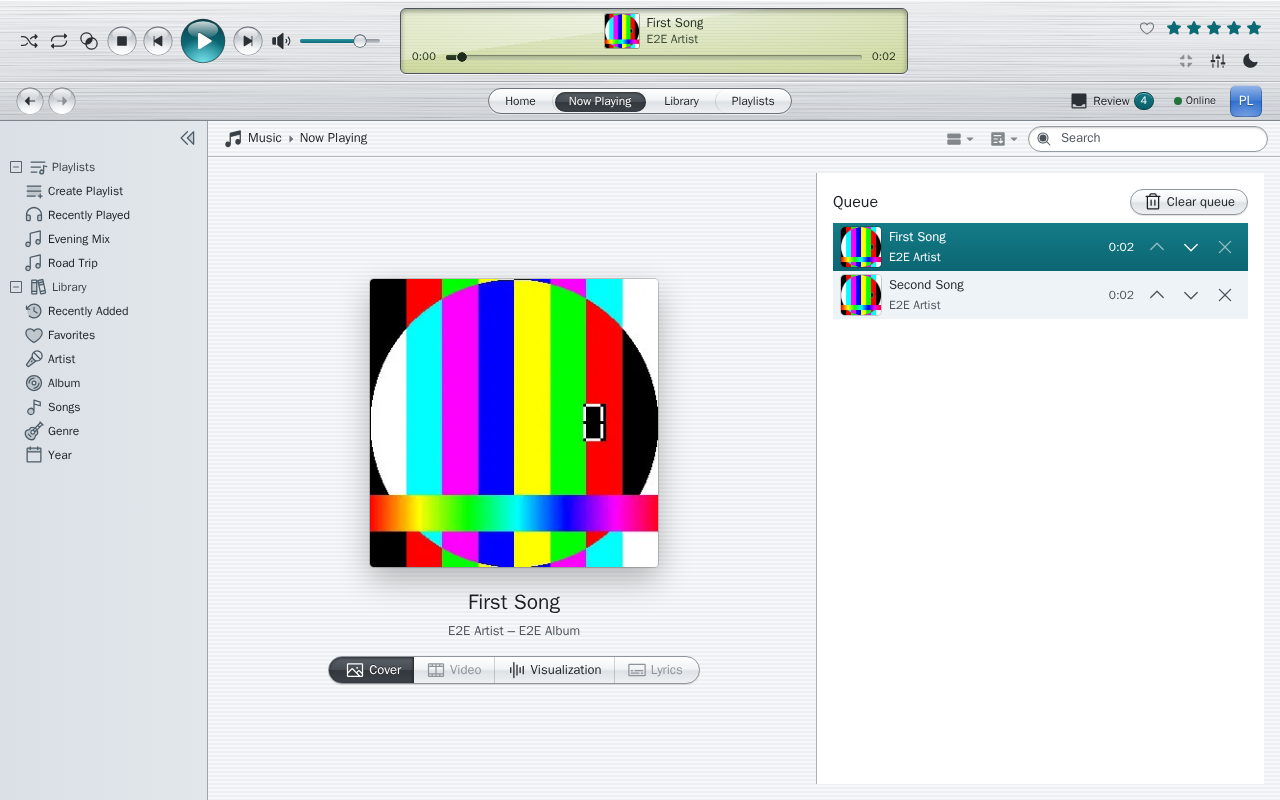 First Song
E2E Artist
0:00
0:02
Home
Now Playing
Library
Playlists
Review
4
Online
PL
Music
Now Playing
Search
Playlists
Create Playlist
Recently Played
Evening Mix
Road Trip
Library
Recently Added
Favorites
Artist
Album
Songs
Genre
Year
First Song
E2E Artist – E2E Album
Cover
Video
Visualization
Lyrics
Queue
Clear queue
First Song
E2E Artist
0:02
Second Song
E2E Artist
0:02